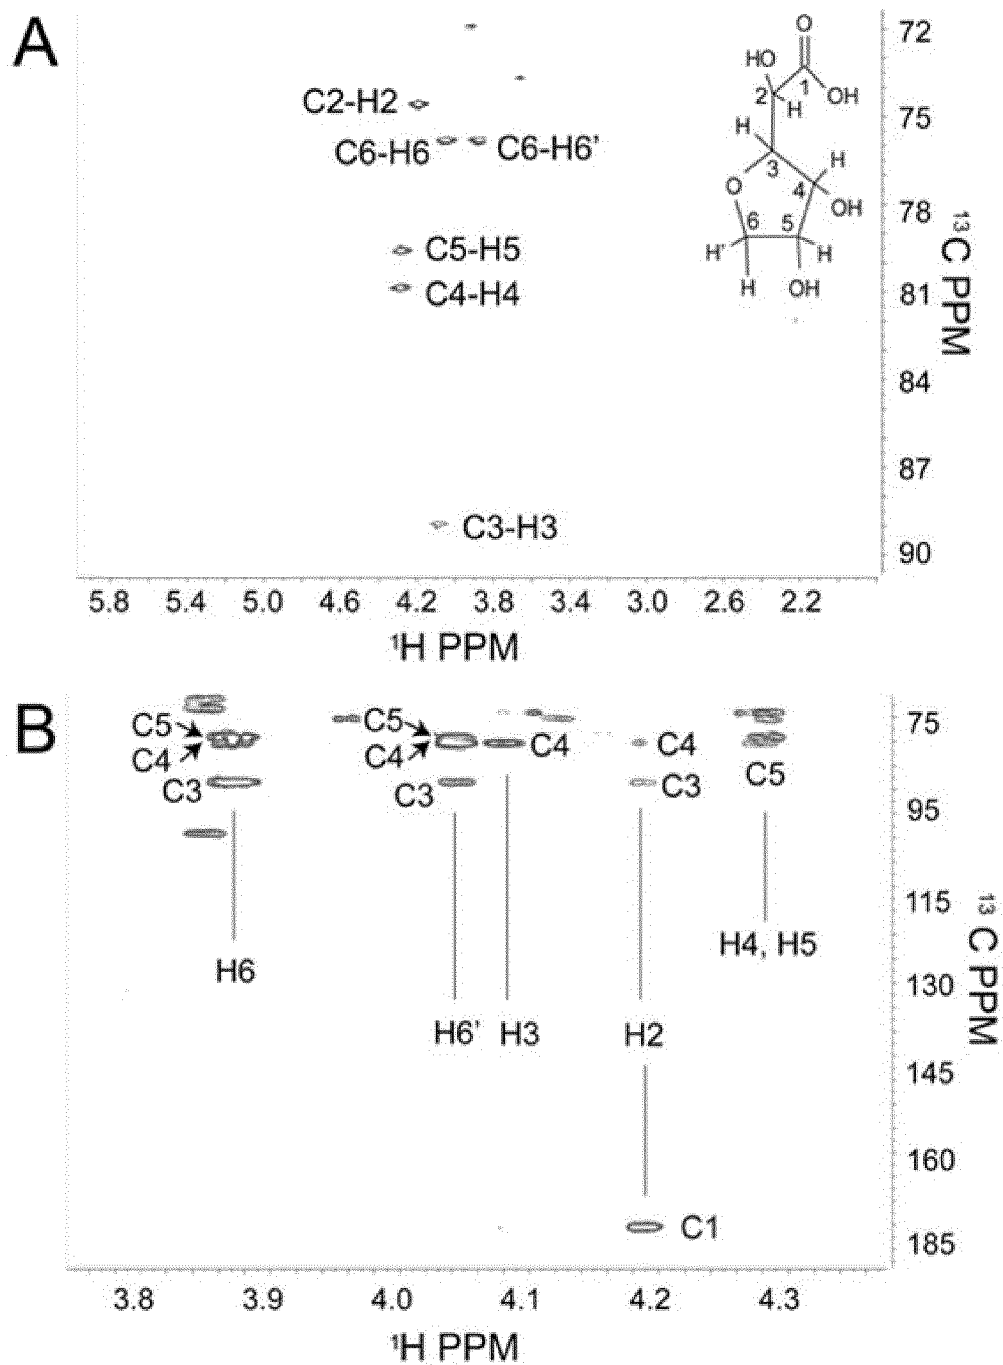 A
72
O
HO
1
2
OH
C2-H2
H
75
C6-H6
C6-H6’
H
H
3
4
O
OH
78
6
5
C5-H5
H’
H
C4-H4
H
OH
81
¹³C PPM
84
87
C3-H3
90
5.8 5.4 5.0 4.6 4.2 3.8 3.4 3.0 2.6 2.2
¹H PPM
B
C5
C5
75
C4
C4
C4
C4
C3
C3
C3
C5
95
115
H4, H5
H6
130
¹³C PPM
H6’ H3
H2
145
160
C1
185
3.8 3.9 4.0 4.1 4.2 4.3
¹H PPM